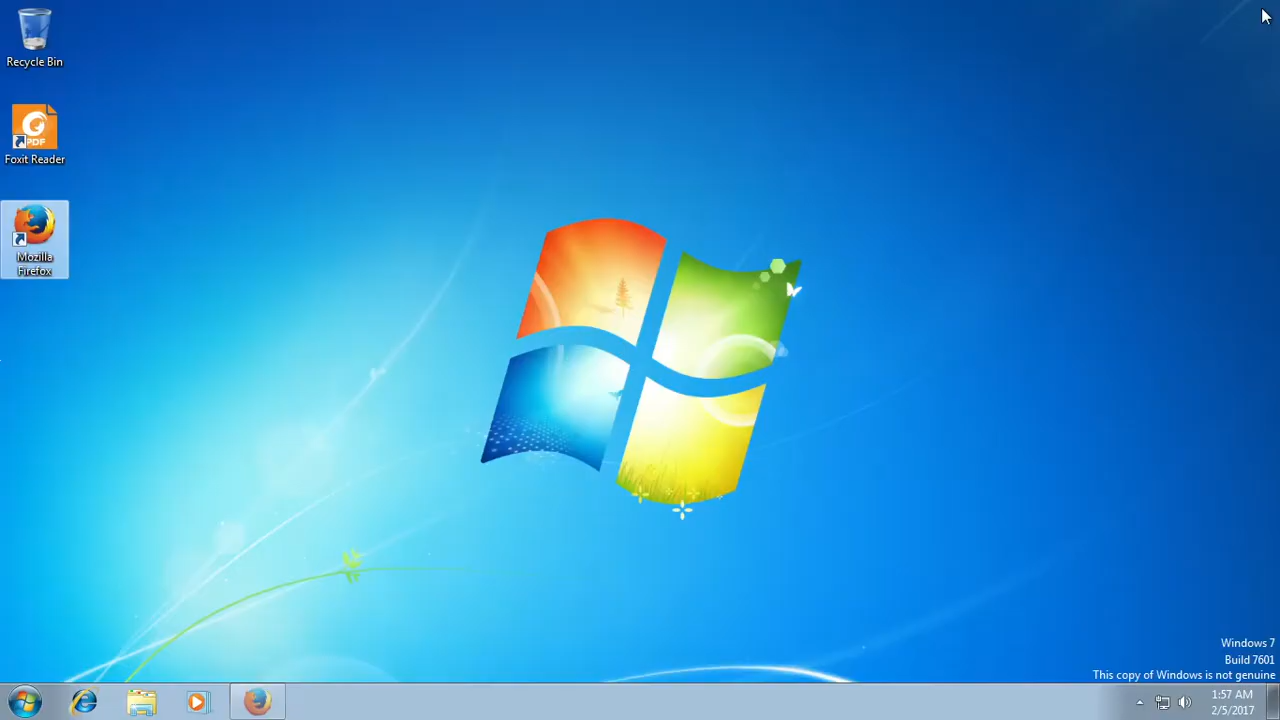 Recycle Bin
PDF
Foxit Reader
Mozilla
Firefox
Windows 7
Build 7601
This copy of Windows is not genuine
1:57 AM
2/5/2017